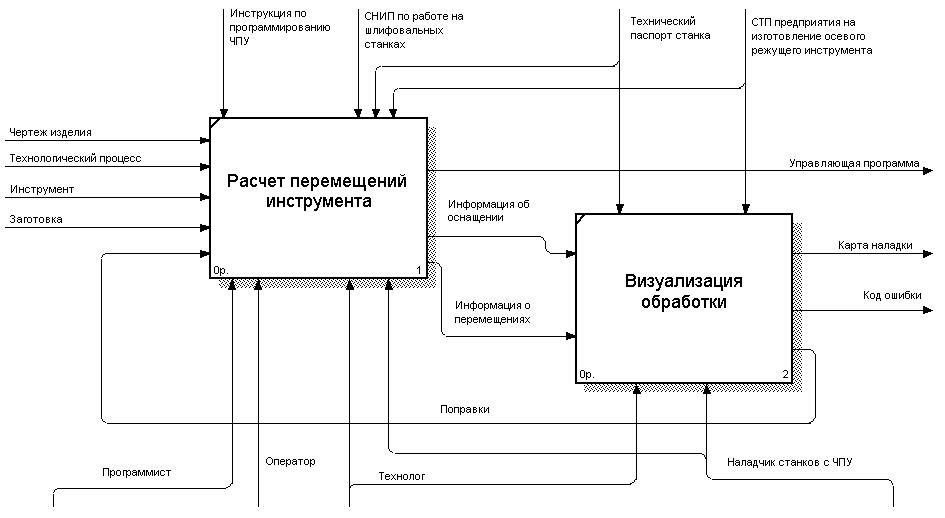 Инструкция по
программированию
ЧПУ
СНИП по работе на
шлифовальных
станках
Технический
паспорт станка
СТП предприятия на
изготовление осевого
режущего инструмента
Чертеж изделия
Технологический процесс
Инструмент
Заготовка
Расчет перемещений
инструмента
0р.
1
Управляющая программа
Информация об
оснащении
Информация о
перемещениях
Визуализация
обработки
0р.
2
Карта наладки
Код ошибки
Поправки
Программист
Оператор
Технолог
Наладчик станков с ЧПУ